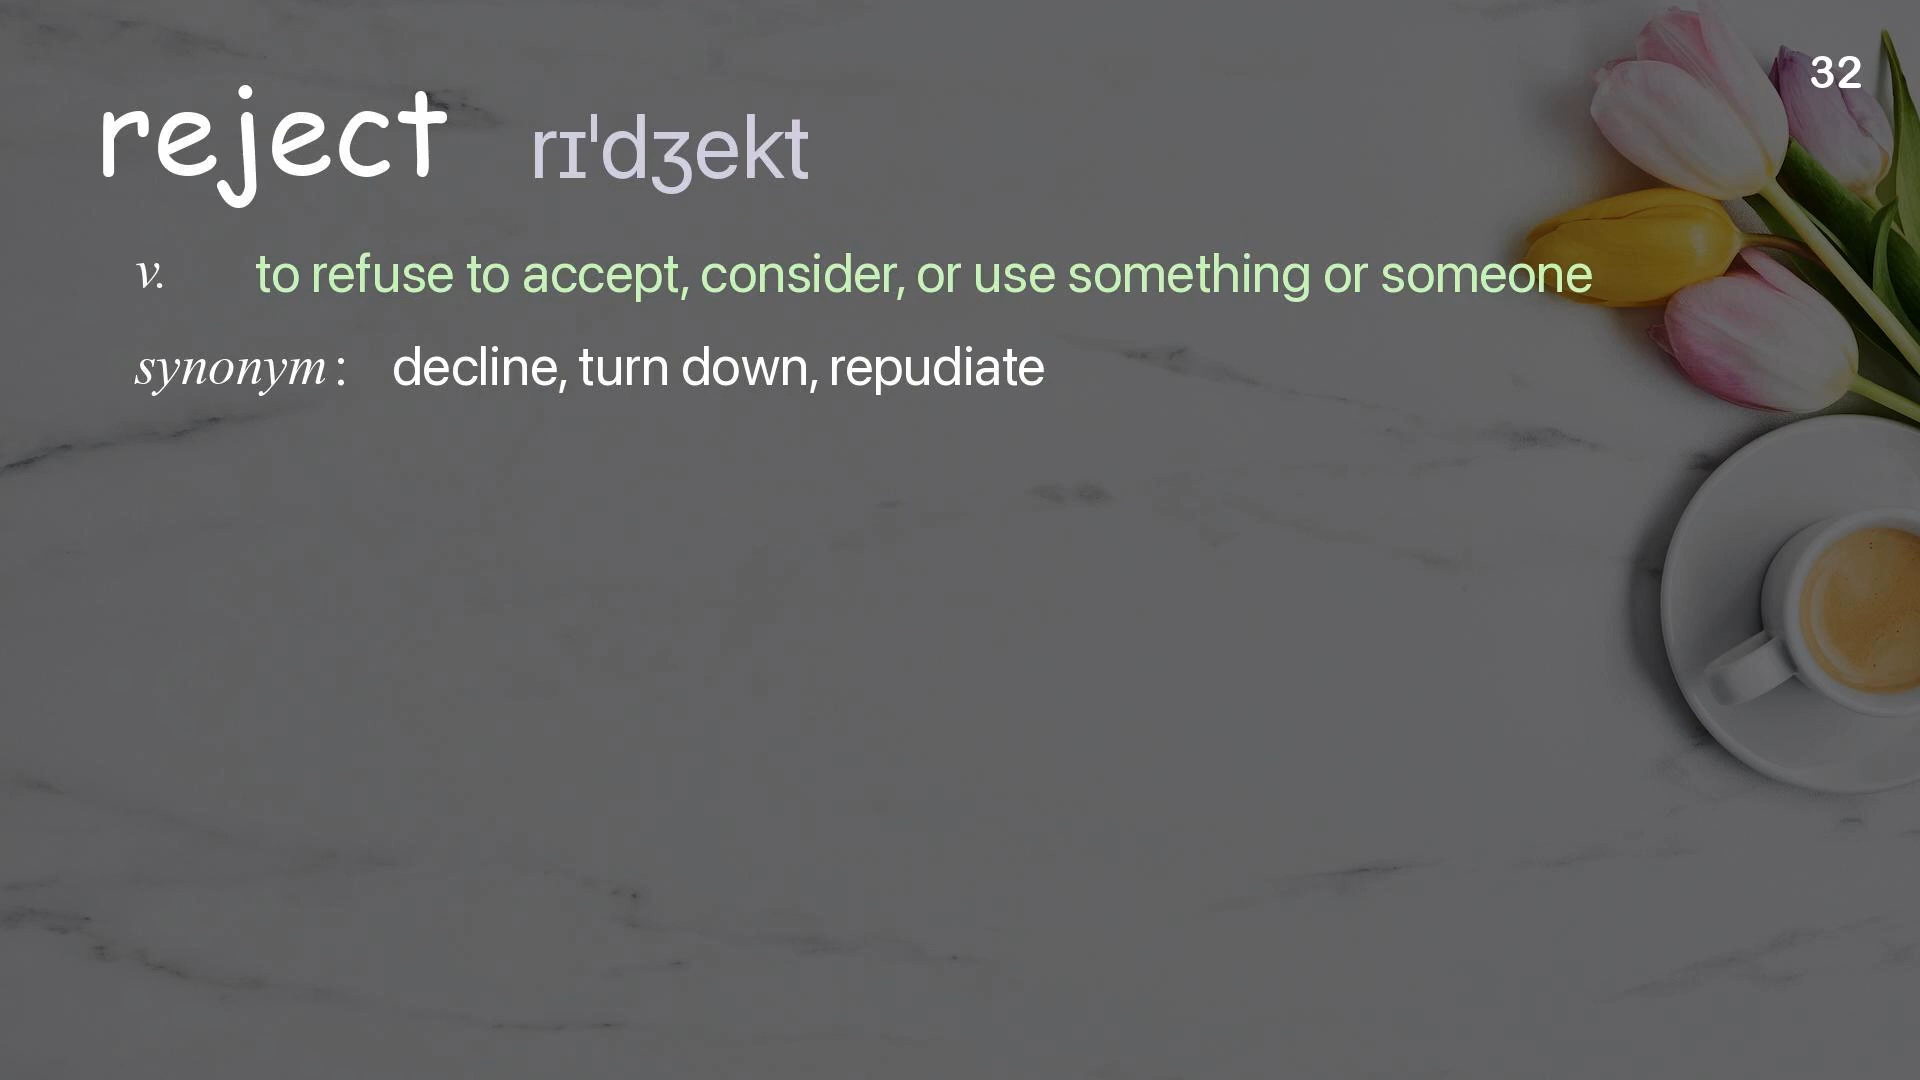 32
reject rɪˈdʒekt
v. to refuse to accept, consider, or use something or someone
synonym : decline, turn down, repudiate